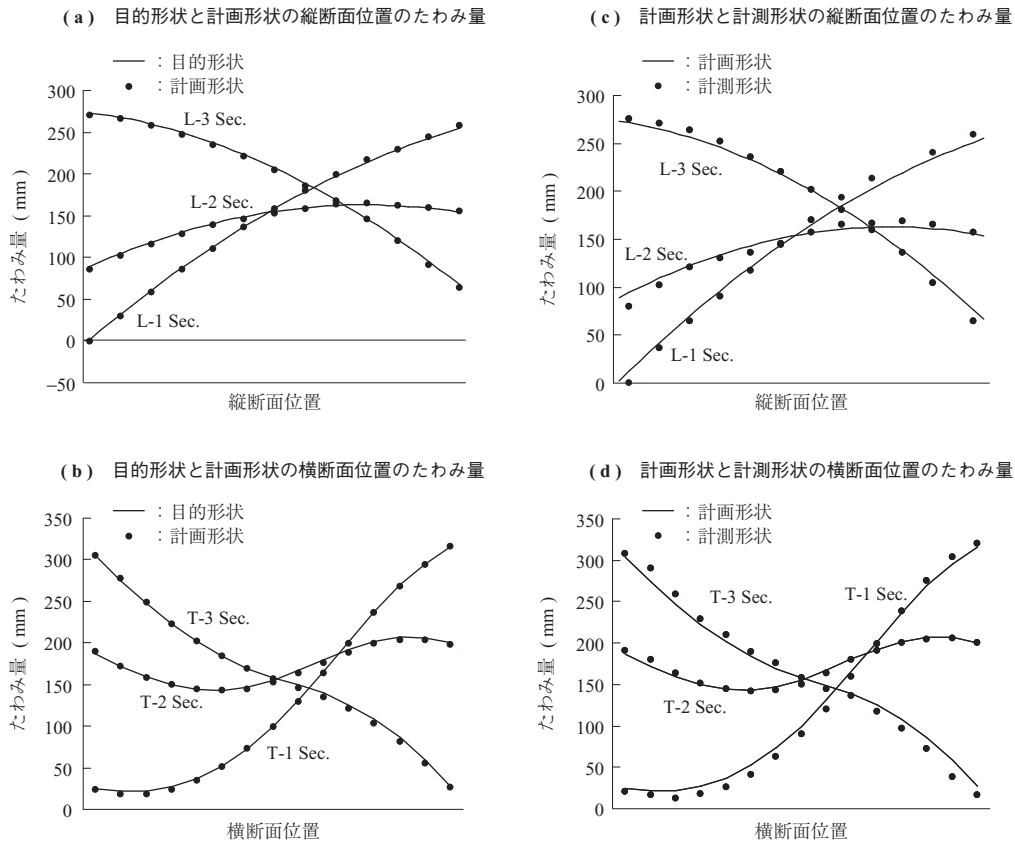 (a) 目的形状と計画形状の縦断面位置のたわみ量
── : 目的形状
● : 計画形状
たわみ量 (mm)
300
250
200
150
100
50
0
−50
L-3 Sec.
L-2 Sec.
L-1 Sec.
縦断面位置
(c) 計画形状と計測形状の縦断面位置のたわみ量
── : 計画形状
● : 計測形状
たわみ量 (mm)
300
250
200
150
100
50
0
L-3 Sec.
L-2 Sec.
L-1 Sec.
縦断面位置
(b) 目的形状と計画形状の横断面位置のたわみ量
── : 目的形状
● : 計画形状
たわみ量 (mm)
350
300
250
200
150
100
50
0
T-3 Sec.
T-2 Sec.
T-1 Sec.
横断面位置
(d) 計画形状と計測形状の横断面位置のたわみ量
── : 計画形状
● : 計測形状
たわみ量 (mm)
350
300
250
200
150
100
50
0
T-1 Sec.
T-3 Sec.
T-2 Sec.
横断面位置